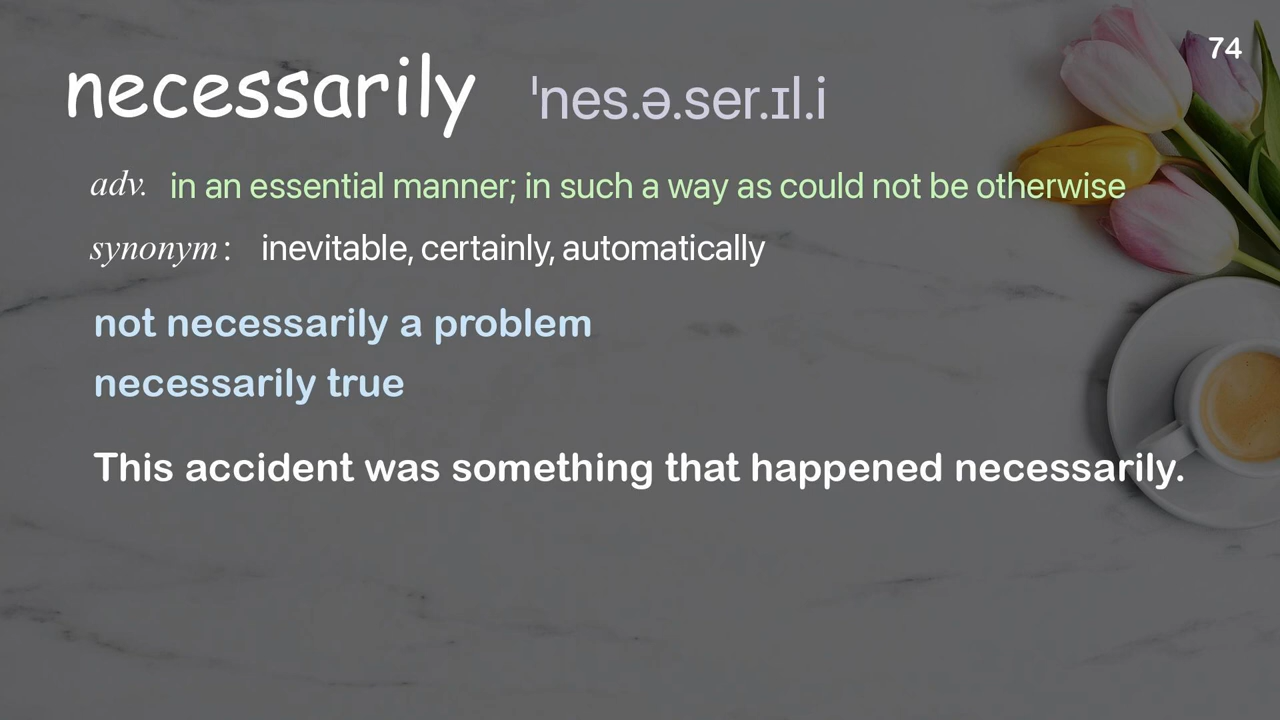 74
necessarily ˈnes.ə.ser.ɪl.i
adv. in an essential manner; in such a way as could not be otherwise
synonym: inevitable, certainly, automatically
not necessarily a problem
necessarily true
This accident was something that happened necessarily.